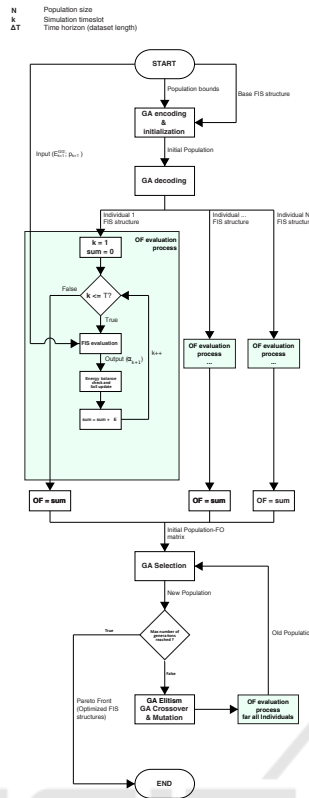 N Population size
k Simulation timeslot
ΔT Time horizon (dataset length)
START
Population bounds
Base FIS structure
GA encoding
&
initialization
Initial Population
GA decoding
Input (
Individual 1
FIS structure
Individual ...
FIS structure
Individual N
FIS structure
OF evaluation
process
k = 1
sum = 0
False
k <= T?
True
FIS evaluation
Output (α k+1)
k++
Energy balance
check and
SoC update
sum = sum + E
OF evaluation
process
...
OF evaluation
process
...
OF = sum
OF = sum
OF = sum
Initial Population-FO
matrix
GA Selection
New Population
True
Max number of
generations
reached ?
Old Population
False
Pareto Front
(Optimized FIS
structures)
GA Elitism
GA Crossover
& Mutation
OF evaluation
process
for all Individuals
END